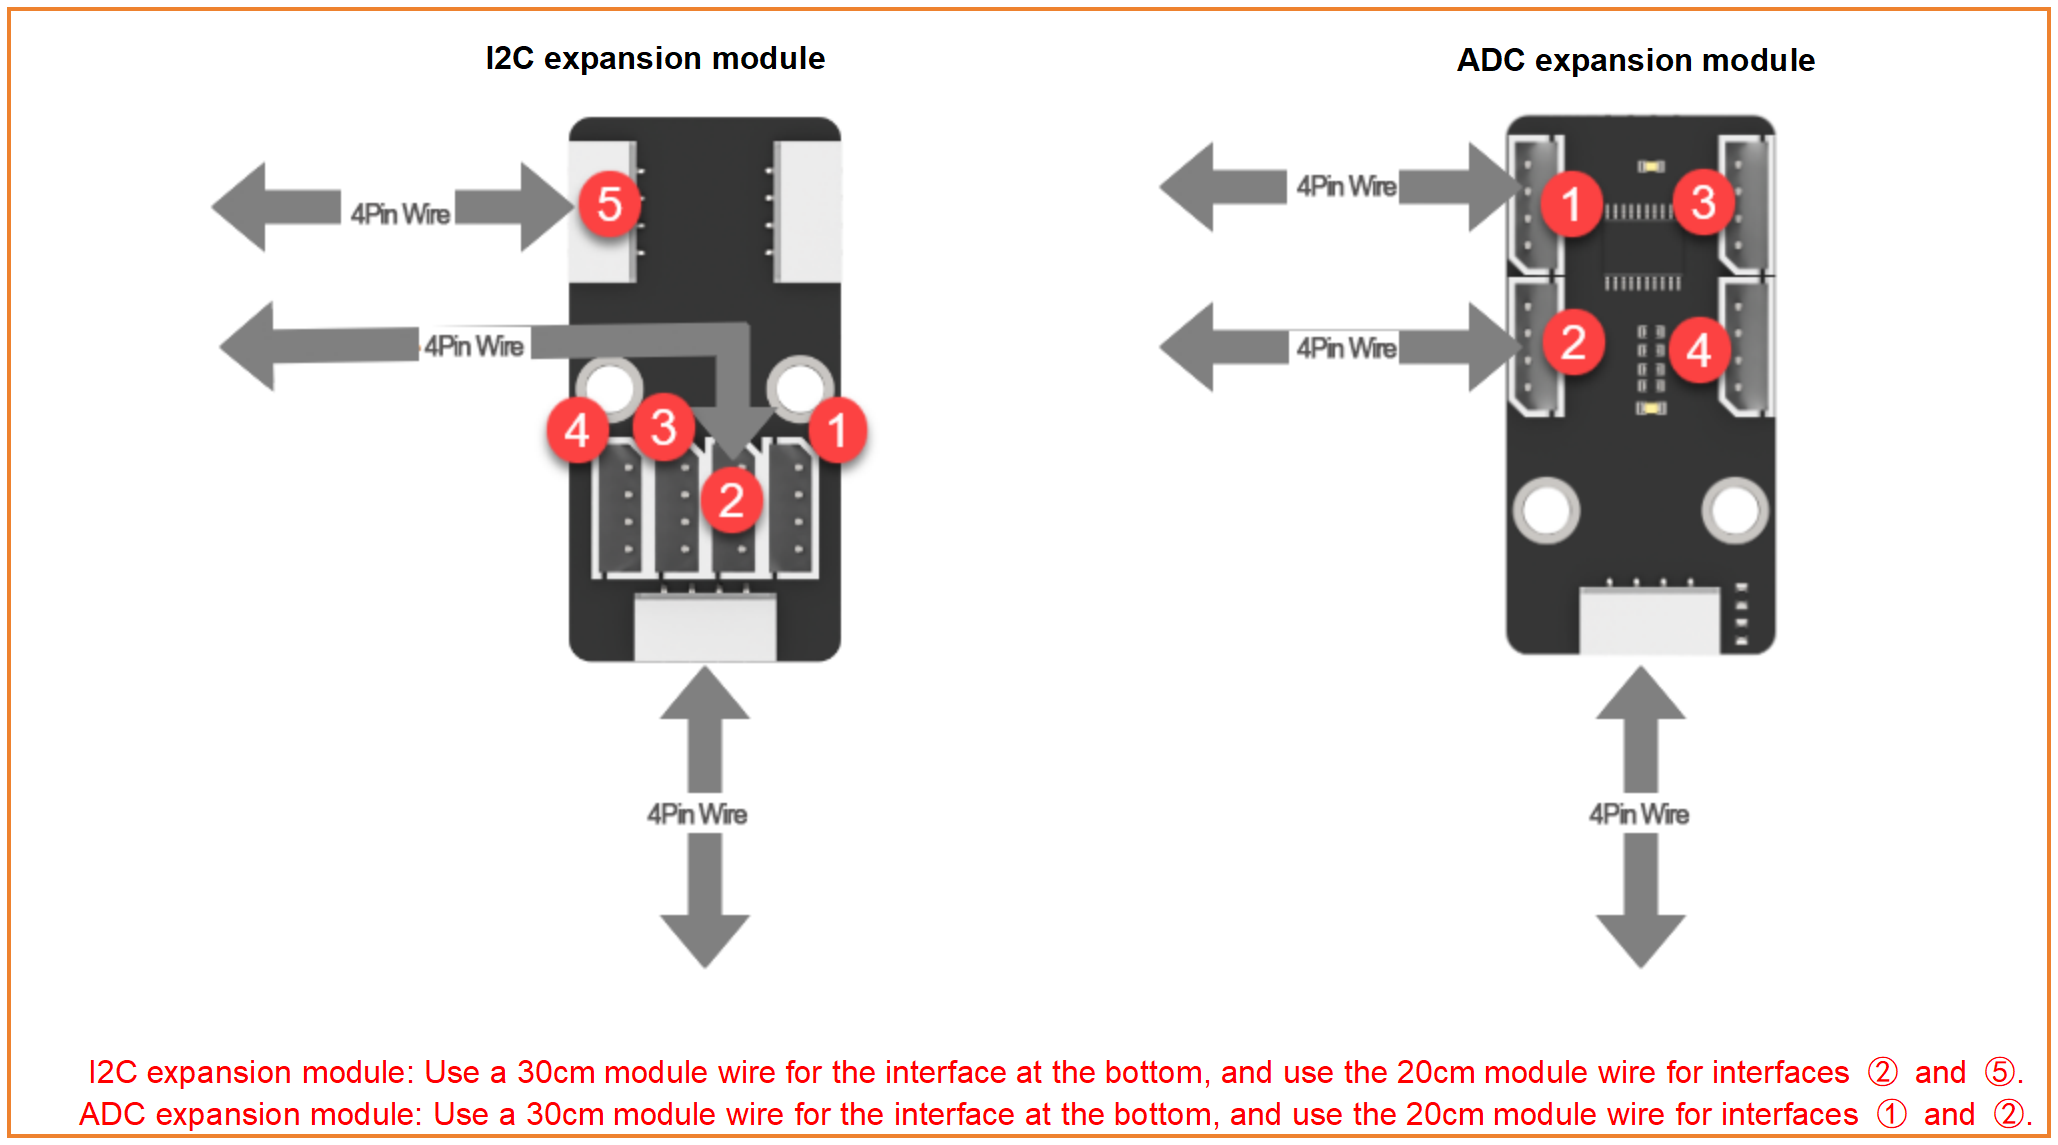 I2C expansion module
ADC expansion module
4Pin Wire
5
4Pin Wire
4
3
2
1
4Pin Wire
4Pin Wire
1
3
4Pin Wire
2
4
4Pin Wire
I2C expansion module: Use a 30cm module wire for the interface at the bottom, and use the 20cm module wire for interfaces ② and ⑤.
ADC expansion module: Use a 30cm module wire for the interface at the bottom, and use the 20cm module wire for interfaces ① and ②.